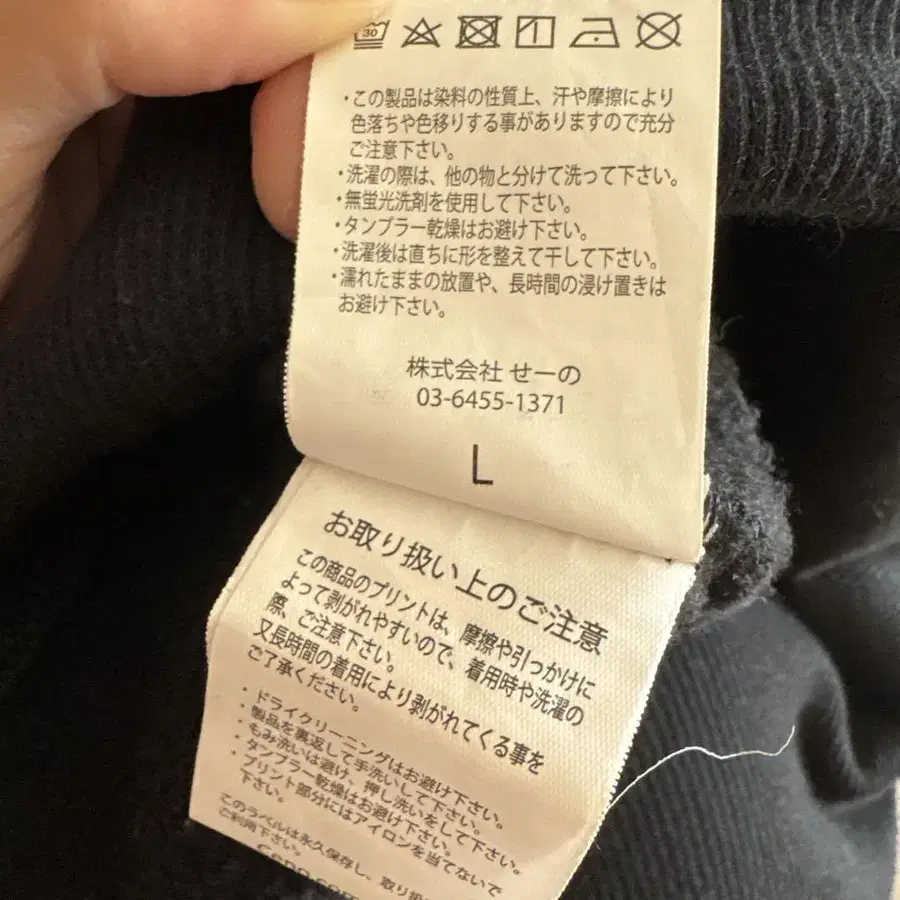 30
・この製品は染料の性質上、汗や摩擦により
色落ちや色移りする事がありますので充分
ご注意下さい。
・洗濯の際は、他の物と分けて洗って下さい。
・無蛍光洗剤を使用して下さい。
・タンブラー乾燥はお避け下さい。
・洗濯後は直ちに形を整えて干して下さい。
・濡れたままの放置や、長時間の浸け置きは
お避け下さい。
株式会社 せーの
03-6455-1371
L
お取り扱い上のご注意
この商品のプリントは、摩擦や引っかけに
よって剥がれやすいので、着用時や洗濯の
際、ご注意下さい。
又長時間の着用により剥がれてくる事を
ご了承ください。
・ドライクリーニングはお避け下さい。
・製品を裏返して手洗いして下さい。
・もみ洗いは避け、押し洗いをして下さい。
・タンブラー乾燥はお避け下さい。
・プリント部分にはアイロンを当てないで
下さい。
このラベルは永久保存し、取り扱
ご利用下さい。